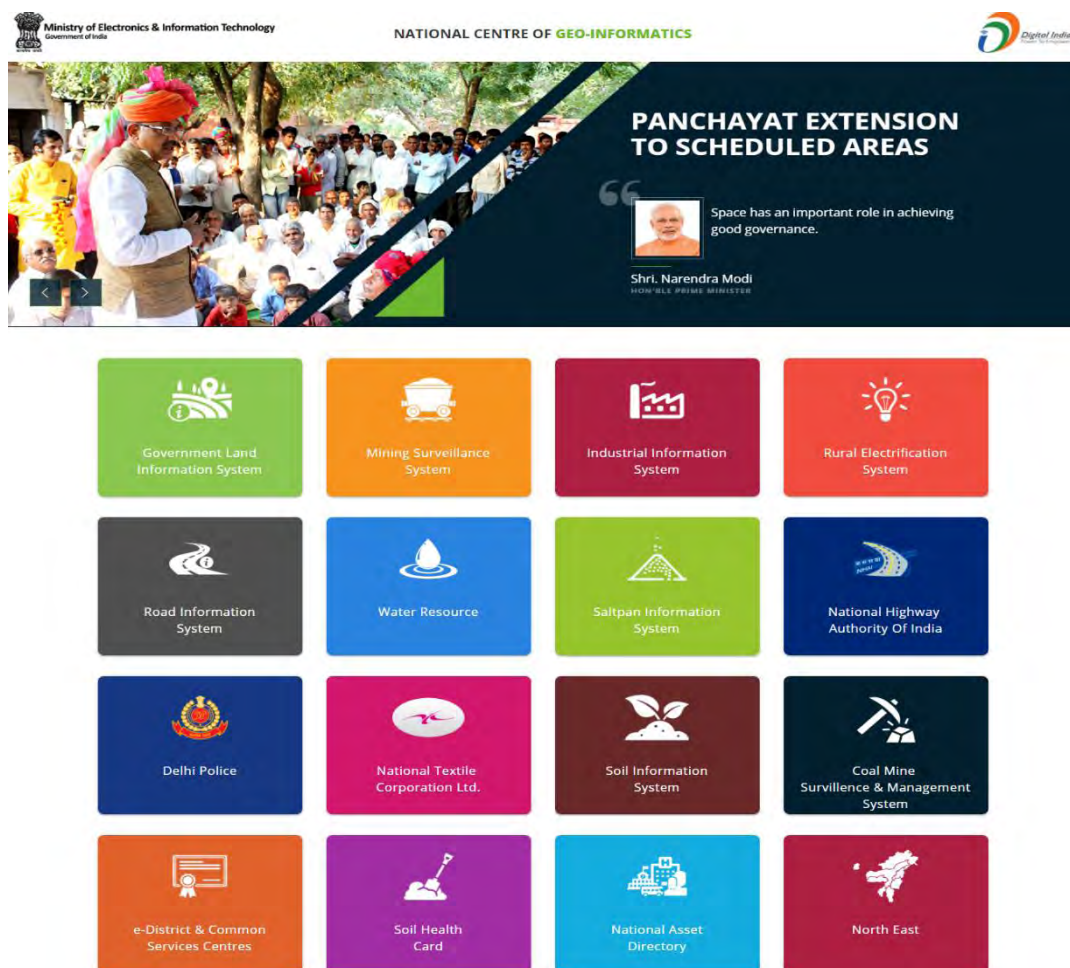 Ministry of Electronics & Information Technology
Government of India
NATIONAL CENTRE OF GEO-INFORMATICS
Digital India
PANCHAYAT EXTENSION
TO SCHEDULED AREAS
Space has an important role in achieving
good governance.
Shri. Narendra Modi
HON'BLE PRIME MINISTER
Government Land
Information System
Mining Surveillance
System
Industrial Information
System
Rural Electrification
System
Road Information
System
Water Resource
Saltpan Information
System
National Highway
Authority Of India
Delhi Police
National Textile
Corporation Ltd.
Soil Information
System
Coal Mine
Survillence & Management
System
e-District & Common
Services Centres
Soil Health
Card
National Asset
Directory
North East